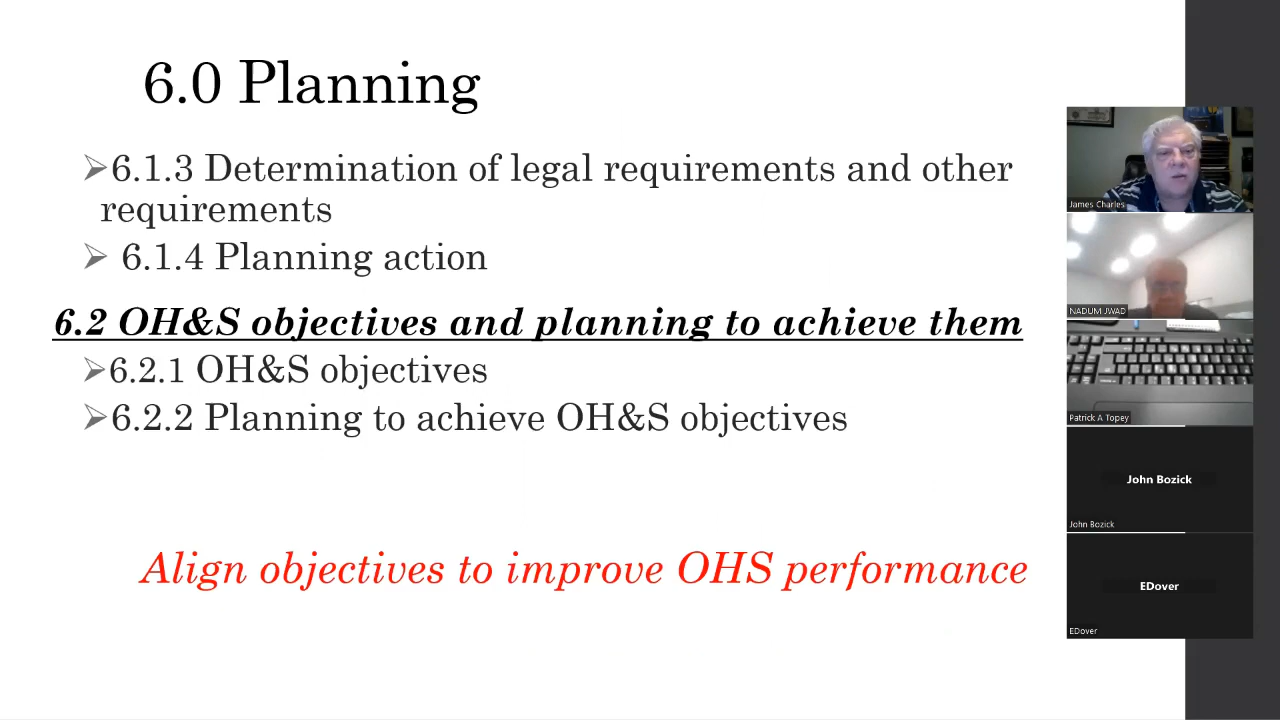 6.0 Planning
➢6.1.3 Determination of legal requirements and other
requirements
➢ 6.1.4 Planning action
6.2 OH&S objectives and planning to achieve them
➢6.2.1 OH&S objectives
➢6.2.2 Planning to achieve OH&S objectives
Align objectives to improve OHS performance
James Charles
NADUM JWAD
Patrick A Topey
John Bozick
John Bozick
EDover
EDover